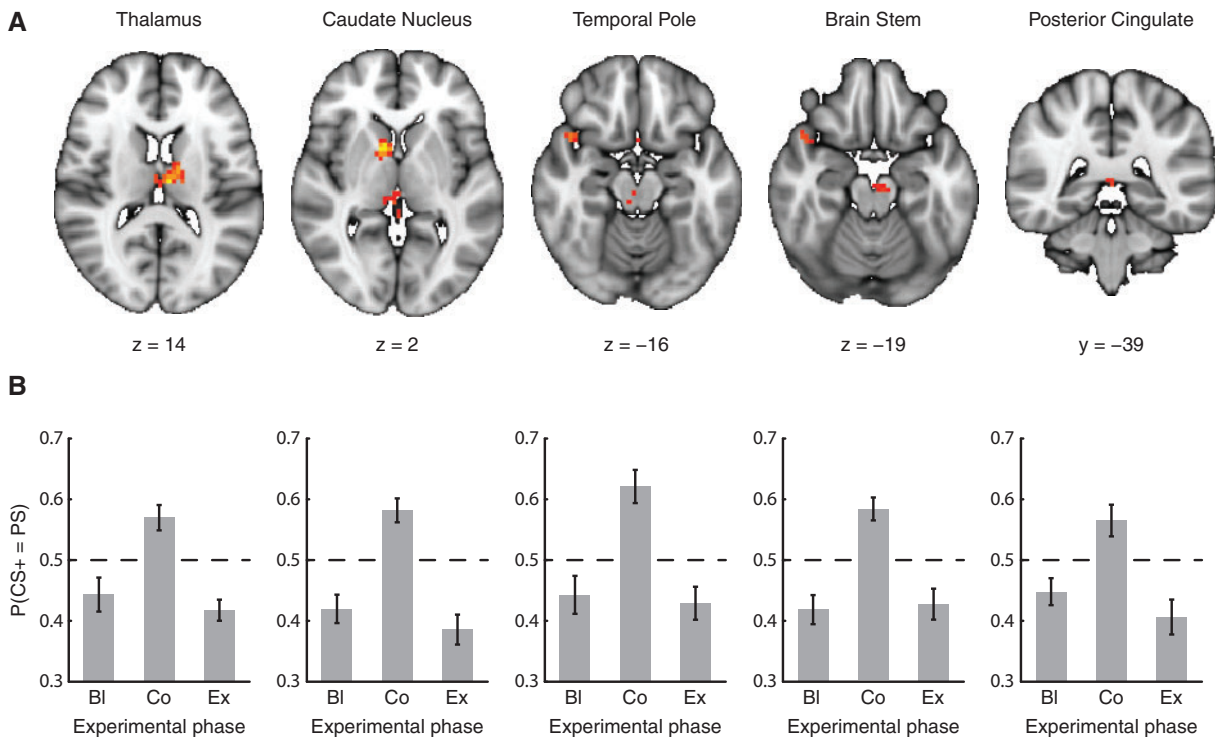 A
Thalamus
Caudate Nucleus
Temporal Pole
Brain Stem
Posterior Cingulate
z = 14
z = 2
z = −16
z = −19
y = −39
B
P(CS+ = PS)
0.7
0.6
0.5
0.4
0.3
Bl Co Ex
Experimental phase
0.7
0.6
0.5
0.4
0.3
Bl Co Ex
Experimental phase
0.7
0.6
0.5
0.4
0.3
Bl Co Ex
Experimental phase
0.7
0.6
0.5
0.4
0.3
Bl Co Ex
Experimental phase
0.7
0.6
0.5
0.4
0.3
Bl Co Ex
Experimental phase